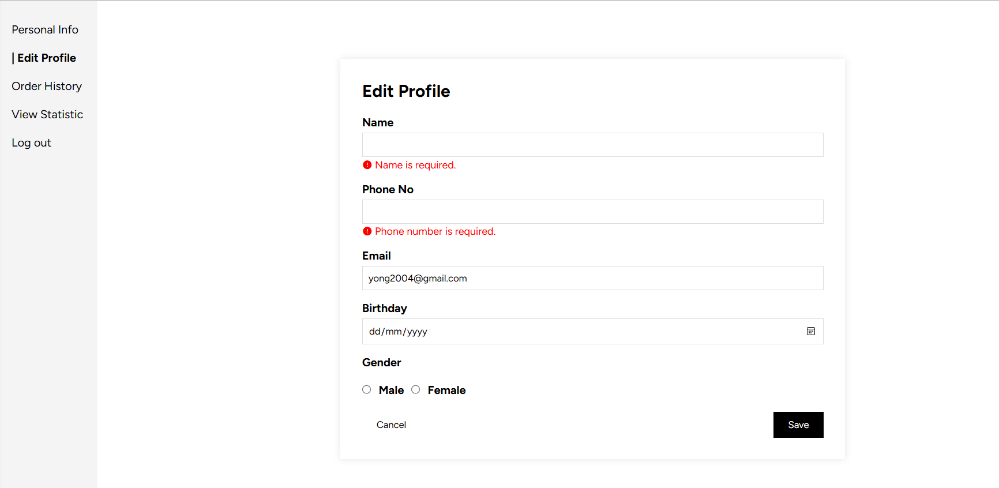 Personal Info
| Edit Profile
Order History
View Statistic
Log out
Edit Profile
Name
Name is required.
Phone No
Phone number is required.
Email
yong2004@gmail.com
Birthday
dd/mm/yyyy
Gender
Male Female
Cancel Save